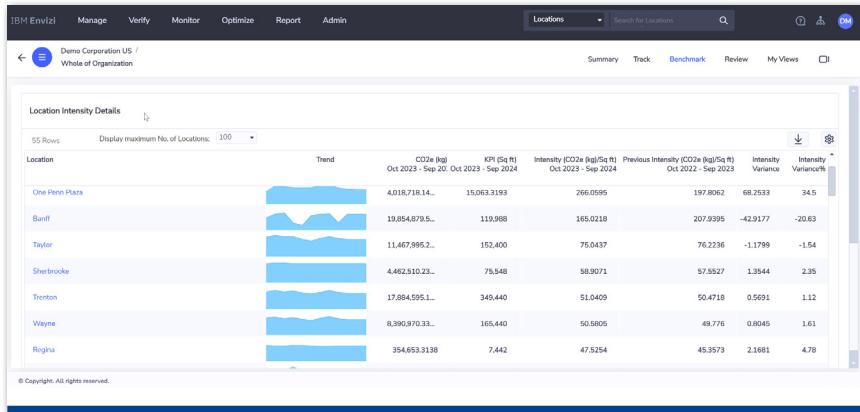 IBM Envizi Manage Verify Monitor Optimize Report Admin Locations Search for Locations DM
Demo Corporation US /
Whole of Organization
Summary Track Benchmark Review My Views
Location Intensity Details
55 Rows Display maximum No. of Locations: 100
Location Trend CO2e (kg) KPI (Sq ft) Intensity (CO2e (kg)/Sq ft) Previous Intensity (CO2e (kg)/Sq ft) Intensity Intensity
Oct 2023 - Sep 20: Oct 2023 - Sep 2024 Oct 2023 - Sep 2024 Oct 2022 - Sep 2023 Variance Variance%
One Penn Plaza 4,018,718.14... 15,063.3193 266.0595 197.8062 68.2533 34.5
Banff 19,854,879.5... 119,988 165.0218 207.9395 -42.9177 -20.63
Taylor 11,467,995.2... 152,400 75.0437 76.2236 -1.1799 -1.54
Sherbrooke 4,462,510.23... 75,548 58.9071 57.5527 1.3544 2.35
Trenton 17,884,595.1... 349,440 51.0409 50.4718 0.5691 1.12
Wayne 8,390,970.33... 165,440 50.5805 49.776 0.8045 1.61
Regina 354,653.3138 7,442 47.5254 45.3573 2.1681 4.78
© Copyright. All rights reserved.